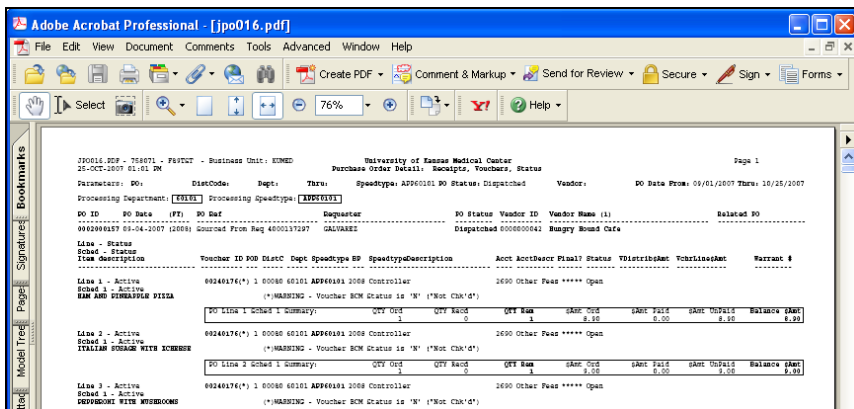 Adobe Acrobat Professional - [jpo016.pdf]
File Edit View Document Comments Tools Advanced Window Help
Create PDF Comment & Markup Send for Review Secure Sign Forms
Select 76% Y! Help
Bookmarks
Signatures
Pages
Model Tree
JPO016.PDF - 758071 - F89TGT - Business Unit: KUMED University of Kansas Medical Center Page 1
25-OCT-2007 01:01 PM Purchase Order Detail: Receipts, Vouchers, Status
Parameters: PO: DistCode: Dept: Thru: Speedtype: APP60101 PO Status: Dispatched Vendor: PO Date From: 09/01/2007 Thru: 10/25/2007
Processing Department: 60101 Processing Speedtype: APP60101
PO ID PO Date (FY) PO Ref Requester PO Status Vendor ID Vendor Name (1) Related PO
0002000157 09-04-2007 (2008) Sourced From Req 4000137297 GALVAREZ Dispatched 0000000042 Hungry Hound Cafe
Line - Status
Sched - Status
Item description Voucher ID POD DistC Dept Speedtype BP SpeedtypeDescription Acct AcctDescr Final? Status VDistrib$Amt VchrLine$Amt Warrant #
Line 1 - Active 00240176(*) 1 00080 60101 APP60101 2008 Controller 2690 Other Fees ***** Open
Sched 1 - Active
HAM AND PINEAPPLE PIZZA (*)WARNING - Voucher BCM Status is 'N' ("Not Chk'd")
PO Line 1 Sched 1 Summary: QTY Ord QTY Recd QTY Rem $Amt Ord $Amt Paid $Amt UnPaid Balance $Amt
1 0 1 8.90 0.00 8.90 8.90
Line 2 - Active 00240176(*) 1 00080 60101 APP60101 2008 Controller 2690 Other Fees ***** Open
Sched 1 - Active
ITALIAN SUSAGE WITH XCHEESE (*)WARNING - Voucher BCM Status is 'N' ("Not Chk'd")
PO Line 2 Sched 1 Summary: QTY Ord QTY Recd QTY Rem $Amt Ord $Amt Paid $Amt UnPaid Balance $Amt
1 0 1 9.00 0.00 9.00 9.00
Line 3 - Active 00240176(*) 1 00080 60101 APP60101 2008 Controller 2690 Other Fees ***** Open
Sched 1 - Active
PEPPERONI WITH MUSHROOMS (*)WARNING - Voucher BCM Status is 'N' ("Not Chk'd")